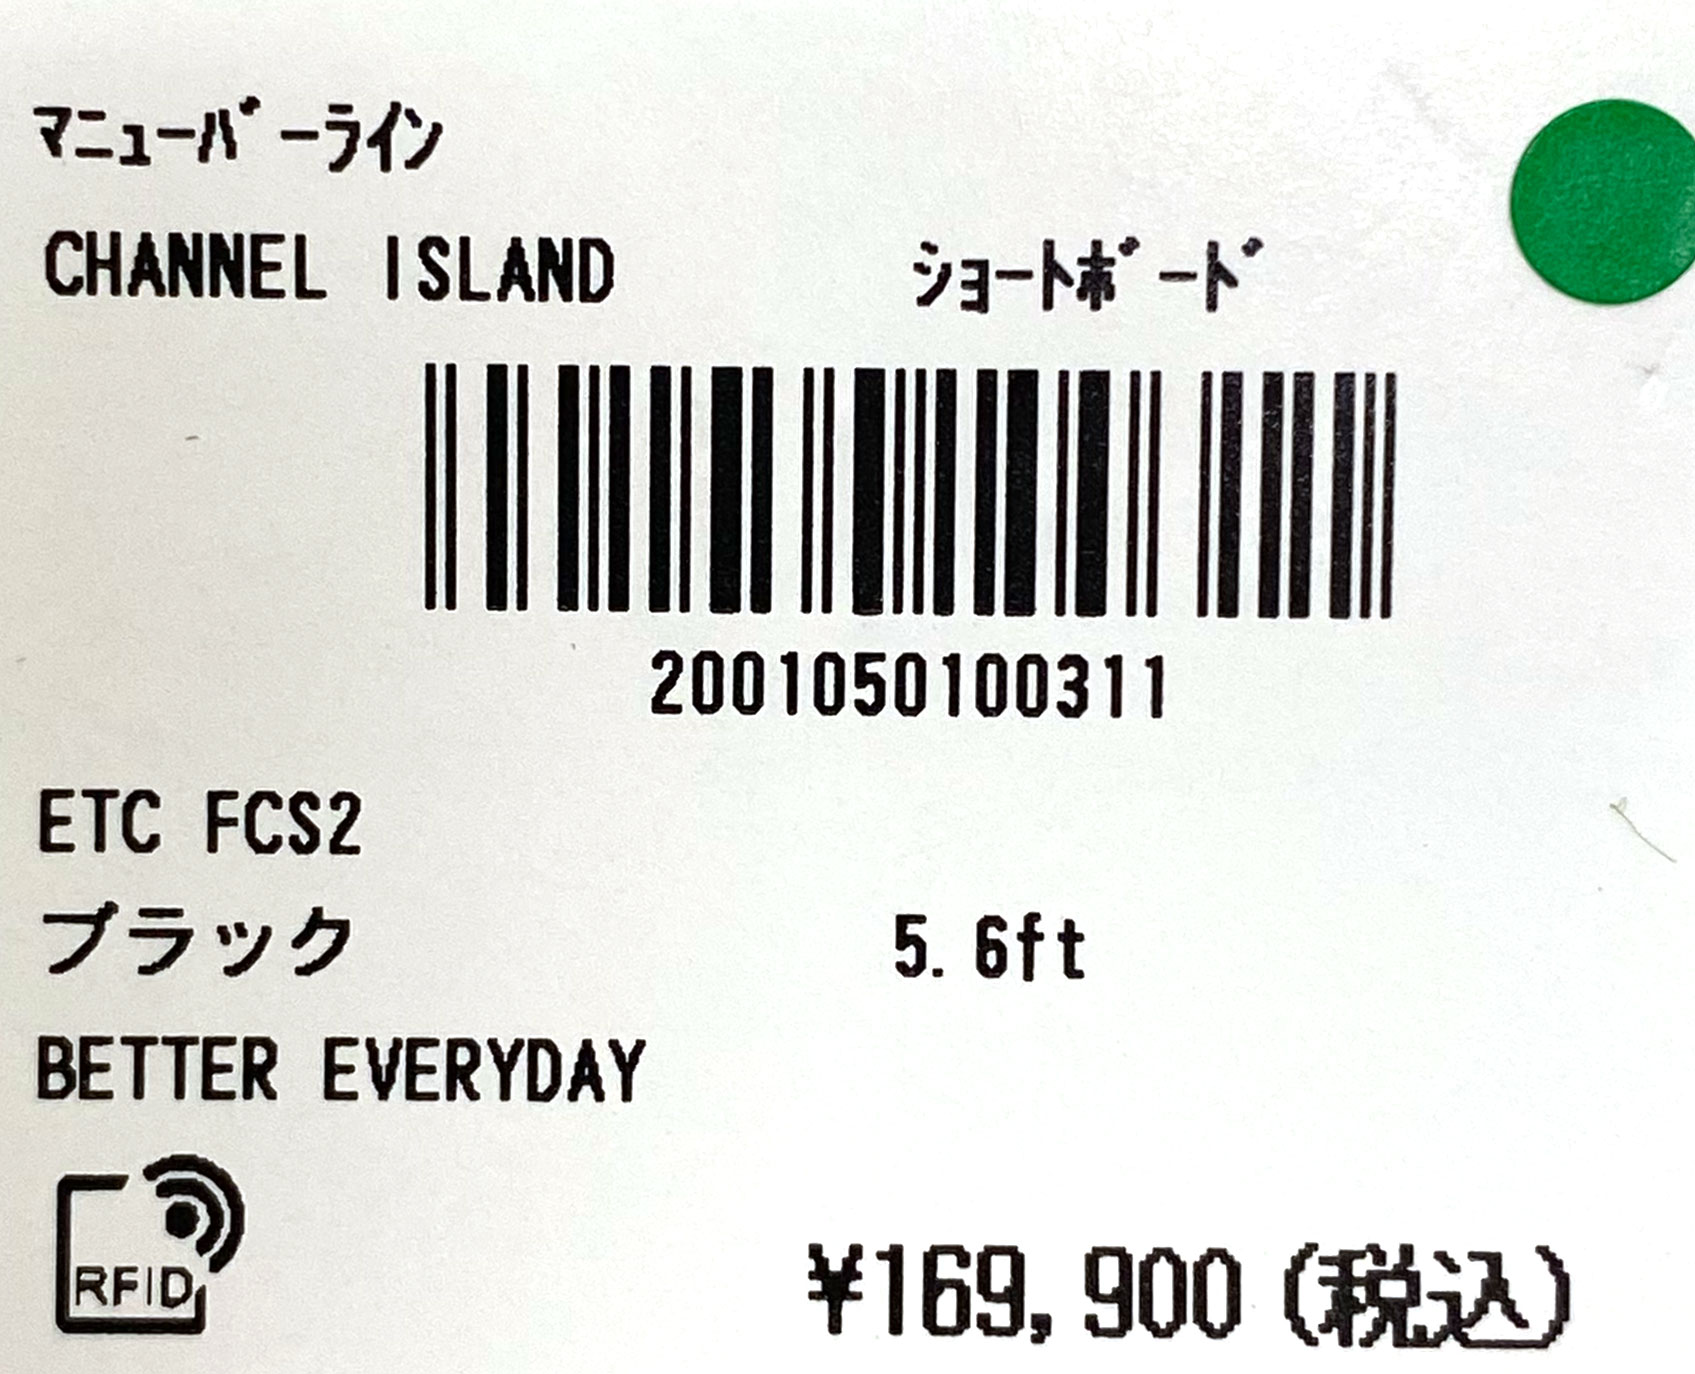 ﾏﾆｭｰﾊﾞｰﾗｲﾝ
CHANNEL ISLAND ｼｮｰﾄﾎﾞｰﾄﾞ
2001050100311
ETC FCS2
ブラック 5.6ft
BETTER EVERYDAY
RFID
¥169,900(税込)